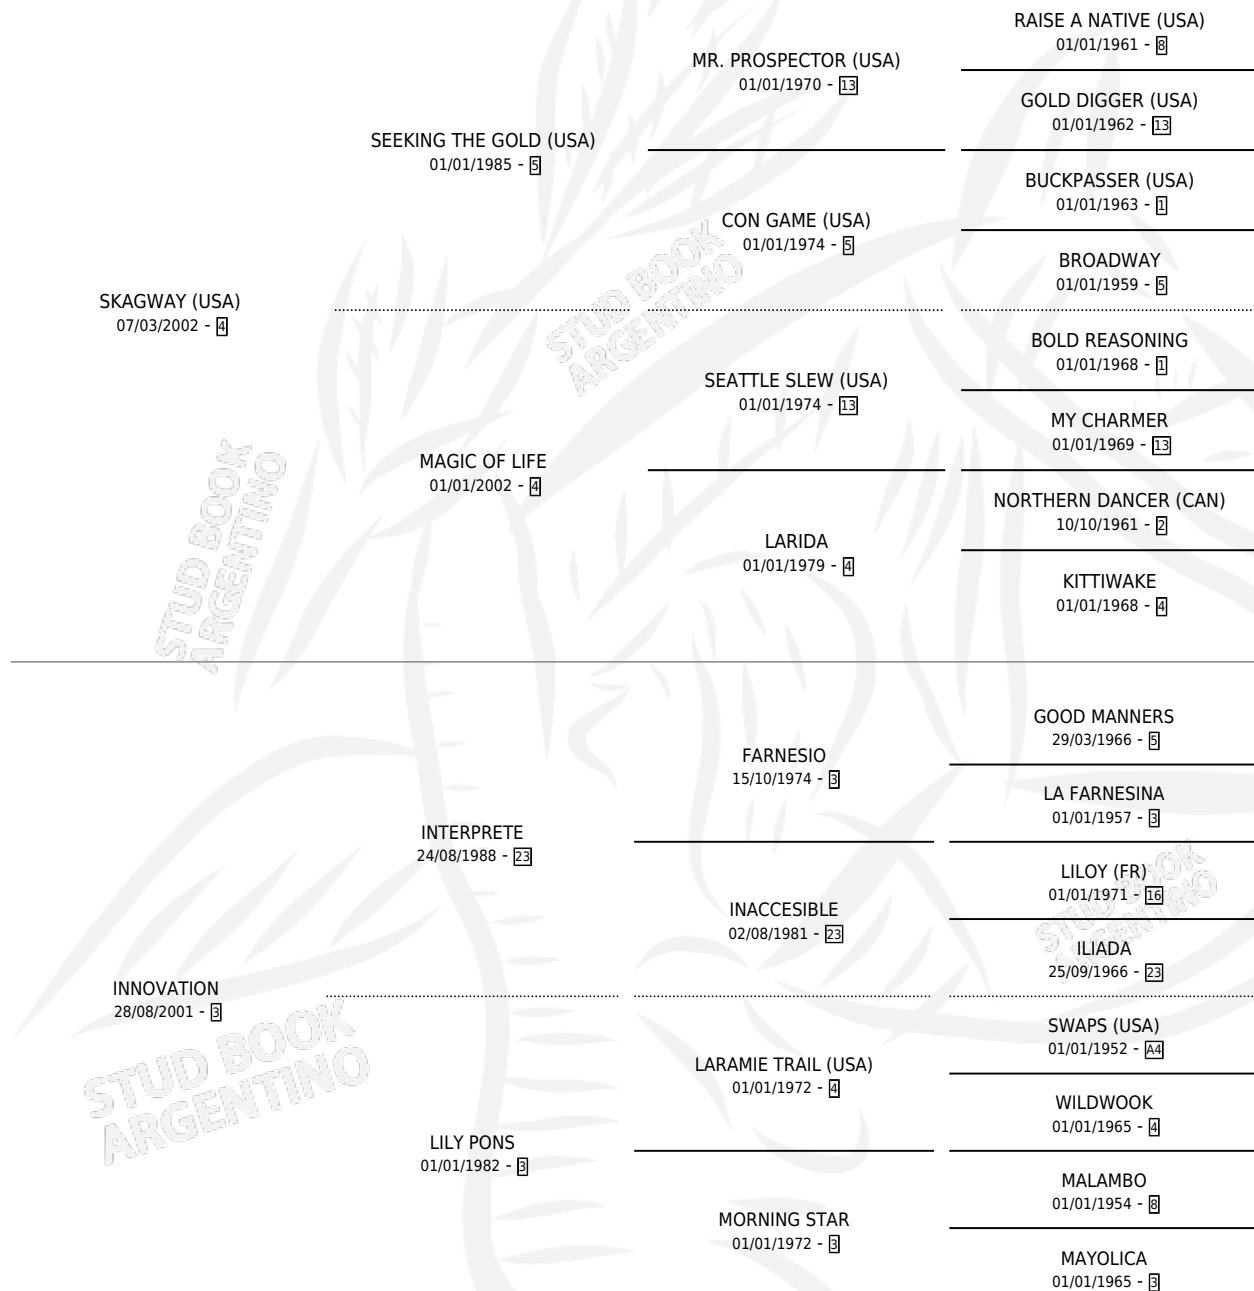 RAISE A NATIVE (USA)
01/01/1961 - 8
MR. PROSPECTOR (USA)
01/01/1970 - 13
GOLD DIGGER (USA)
01/01/1962 - 13
SEEKING THE GOLD (USA)
01/01/1985 - 5
BUCKPASSER (USA)
01/01/1963 - 1
CON GAME (USA)
01/01/1974 - 5
BROADWAY
01/01/1959 - 5
SKAGWAY (USA)
07/03/2002 - 4
BOLD REASONING
01/01/1968 - 1
SEATTLE SLEW (USA)
01/01/1974 - 13
MY CHARMER
01/01/1969 - 13
MAGIC OF LIFE
01/01/2002 - 4
NORTHERN DANCER (CAN)
10/10/1961 - 2
LARIDA
01/01/1979 - 4
KITTIWAKE
01/01/1968 - 4
GOOD MANNERS
29/03/1966 - 5
FARNESIO
15/10/1974 - 3
LA FARNESINA
01/01/1957 - 3
INTERPRETE
24/08/1988 - 23
LILOY (FR)
01/01/1971 - 16
INACCESIBLE
02/08/1981 - 23
ILIADA
25/09/1966 - 23
INNOVATION
28/08/2001 - 3
SWAPS (USA)
01/01/1952 - A4
LARAMIE TRAIL (USA)
01/01/1972 - 4
WILDWOOK
01/01/1965 - 4
LILY PONS
01/01/1982 - 3
MALAMBO
01/01/1954 - 8
MORNING STAR
01/01/1972 - 3
MAYOLICA
01/01/1965 - 3
STUD BOOK
ARGENTINO
STUD BOOK
ARGENTINO
STUD BOOK
ARGENTINO
STUD BOOK
ARGENTINO